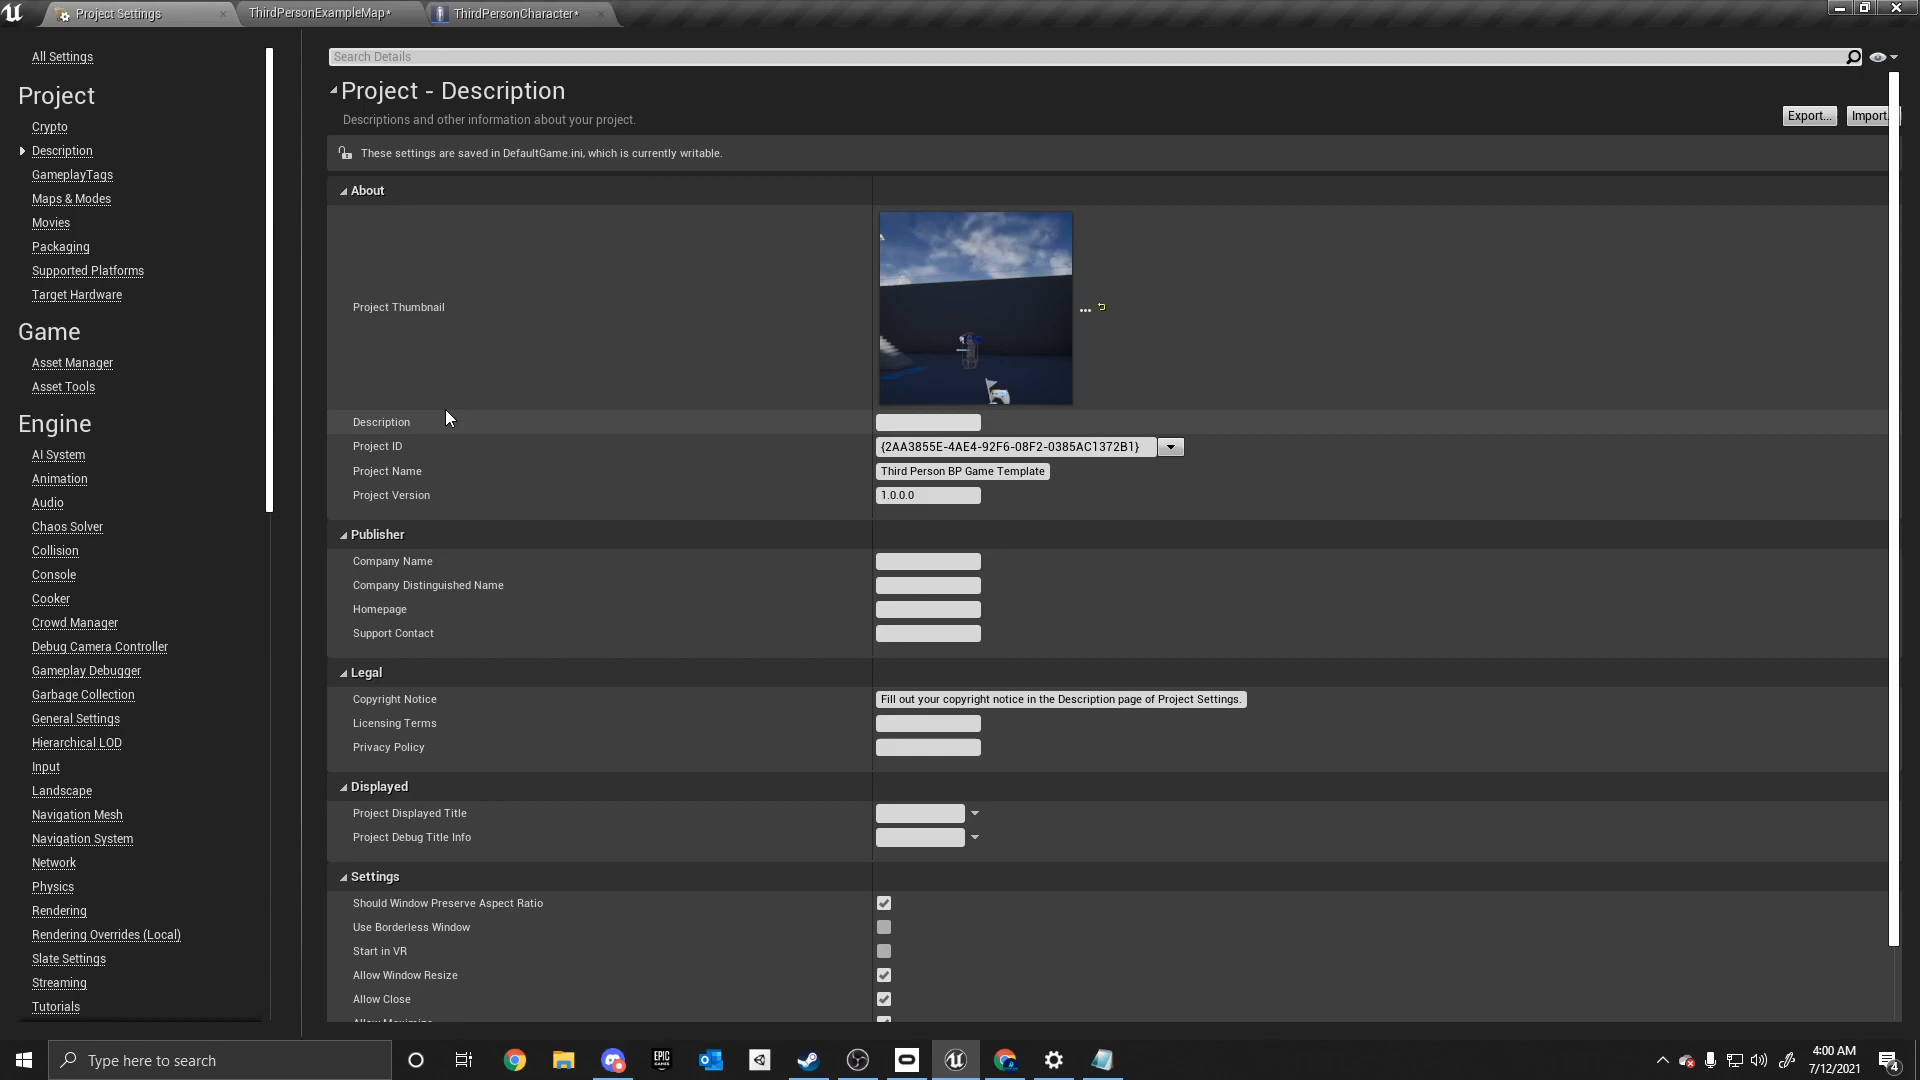 Project Settings
ThirdPersonExampleMap*
ThirdPersonCharacter*
All Settings
Project
Crypto
Description
GameplayTags
Maps & Modes
Movies
Packaging
Supported Platforms
Target Hardware
Game
Asset Manager
Asset Tools
Engine
AI System
Animation
Audio
Chaos Solver
Collision
Console
Cooker
Crowd Manager
Debug Camera Controller
Gameplay Debugger
Garbage Collection
General Settings
Hierarchical LOD
Input
Landscape
Navigation Mesh
Navigation System
Network
Physics
Rendering
Rendering Overrides (Local)
Slate Settings
Streaming
Tutorials
Search Details
Project - Description
Descriptions and other information about your project.
Export...
Import
These settings are saved in DefaultGame.ini, which is currently writable.
About
Project Thumbnail
...
Description
Project ID {2AA3855E-4AE4-92F6-08F2-0385AC1372B1}
Project Name Third Person BP Game Template
Project Version 1.0.0.0
Publisher
Company Name
Company Distinguished Name
Homepage
Support Contact
Legal
Copyright Notice Fill out your copyright notice in the Description page of Project Settings.
Licensing Terms
Privacy Policy
Displayed
Project Displayed Title
Project Debug Title Info
Settings
Should Window Preserve Aspect Ratio
Use Borderless Window
Start in VR
Allow Window Resize
Allow Close
Allow Maximize
Type here to search
EPIC GAMES
4:00 AM
7/12/2021
4